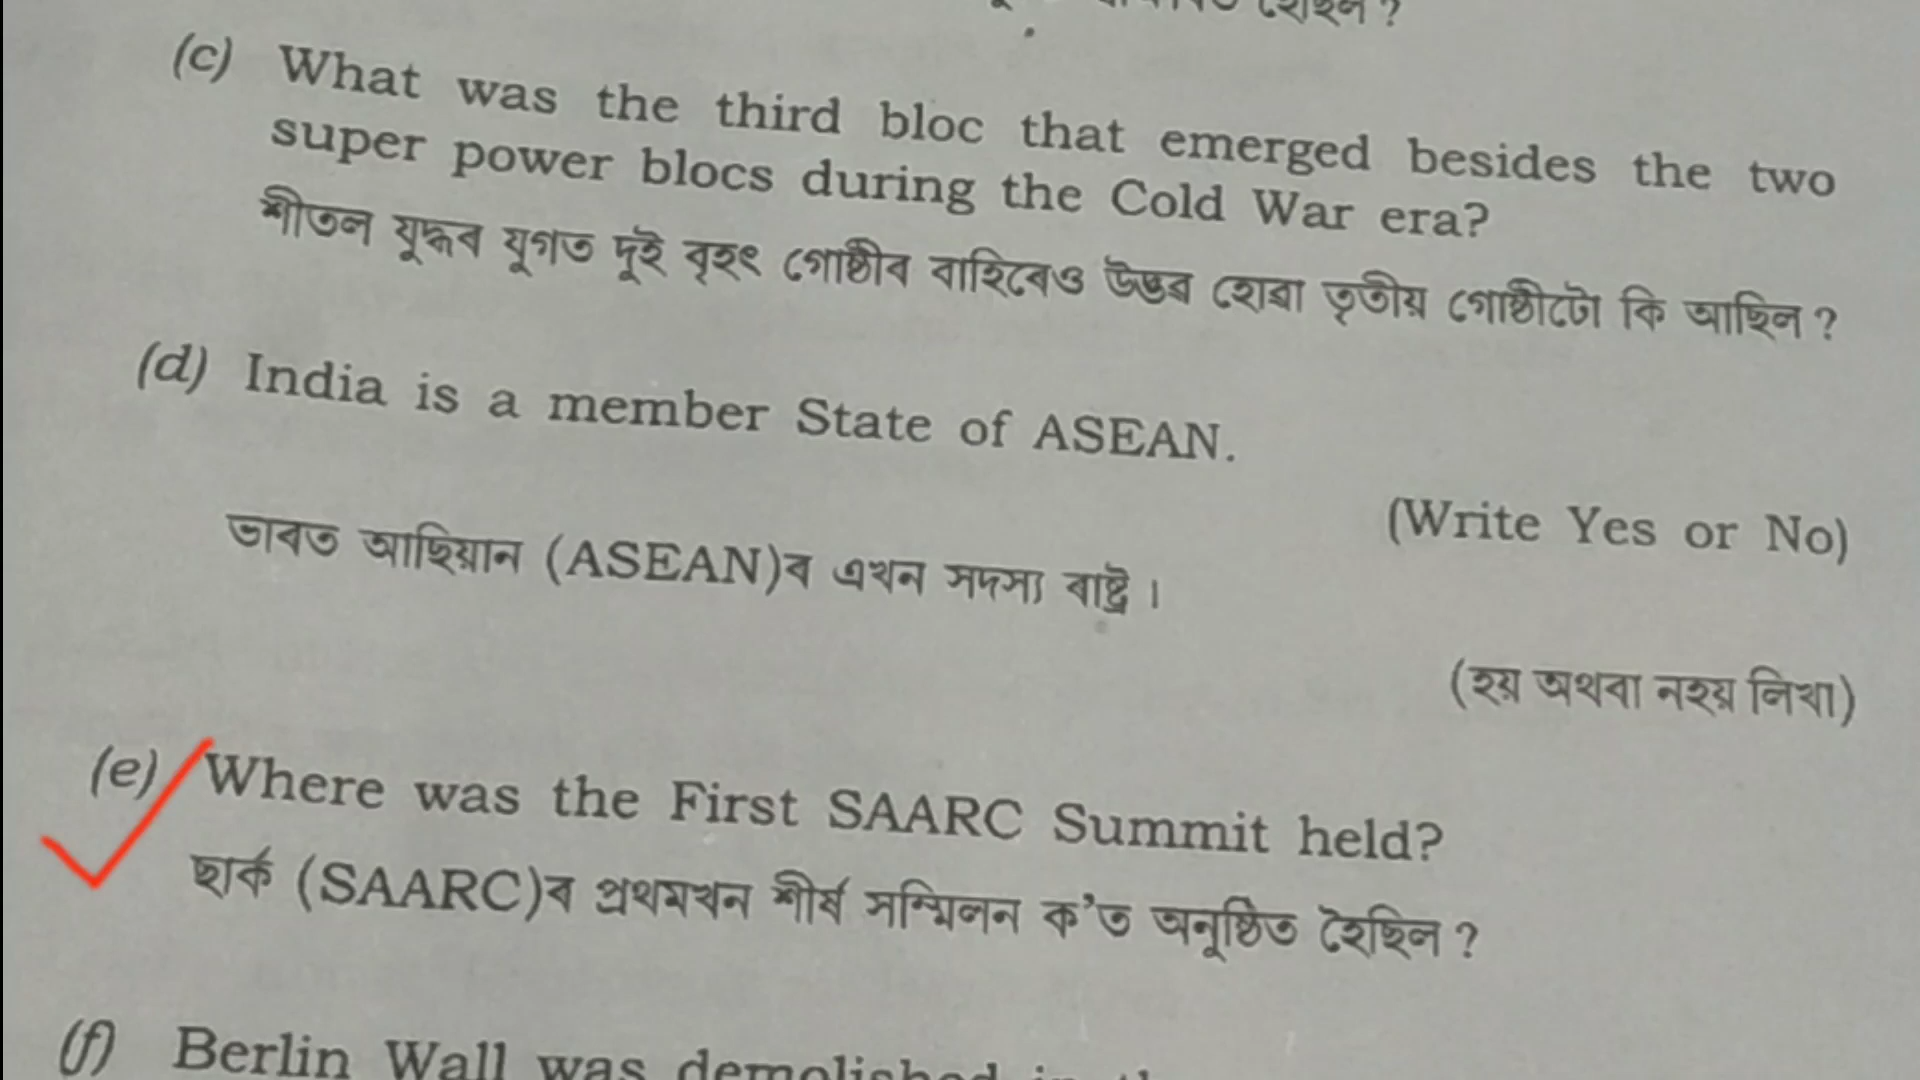 হৈছিল ?
(c) What was the third bloc that emerged besides the two
super power blocs during the Cold War era?
শীতল যুদ্ধৰ যুগত দুই বৃহৎ গোষ্ঠীৰ বাহিৰেও উদ্ভৱ হোৱা তৃতীয় গোষ্ঠীটো কি আছিল ?
(d) India is a member State of ASEAN.
(Write Yes or No)
ভাৰত আছিয়ান (ASEAN)ৰ এখন সদস্য ৰাষ্ট্ৰ ।
(হয় অথবা নহয় লিখা)
(e) Where was the First SAARC Summit held?
ছাৰ্ক (SAARC)ৰ প্ৰথমখন শীৰ্ষ সন্মিলন ক'ত অনুষ্ঠিত হৈছিল ?
(f) Berlin Wall was demolished in